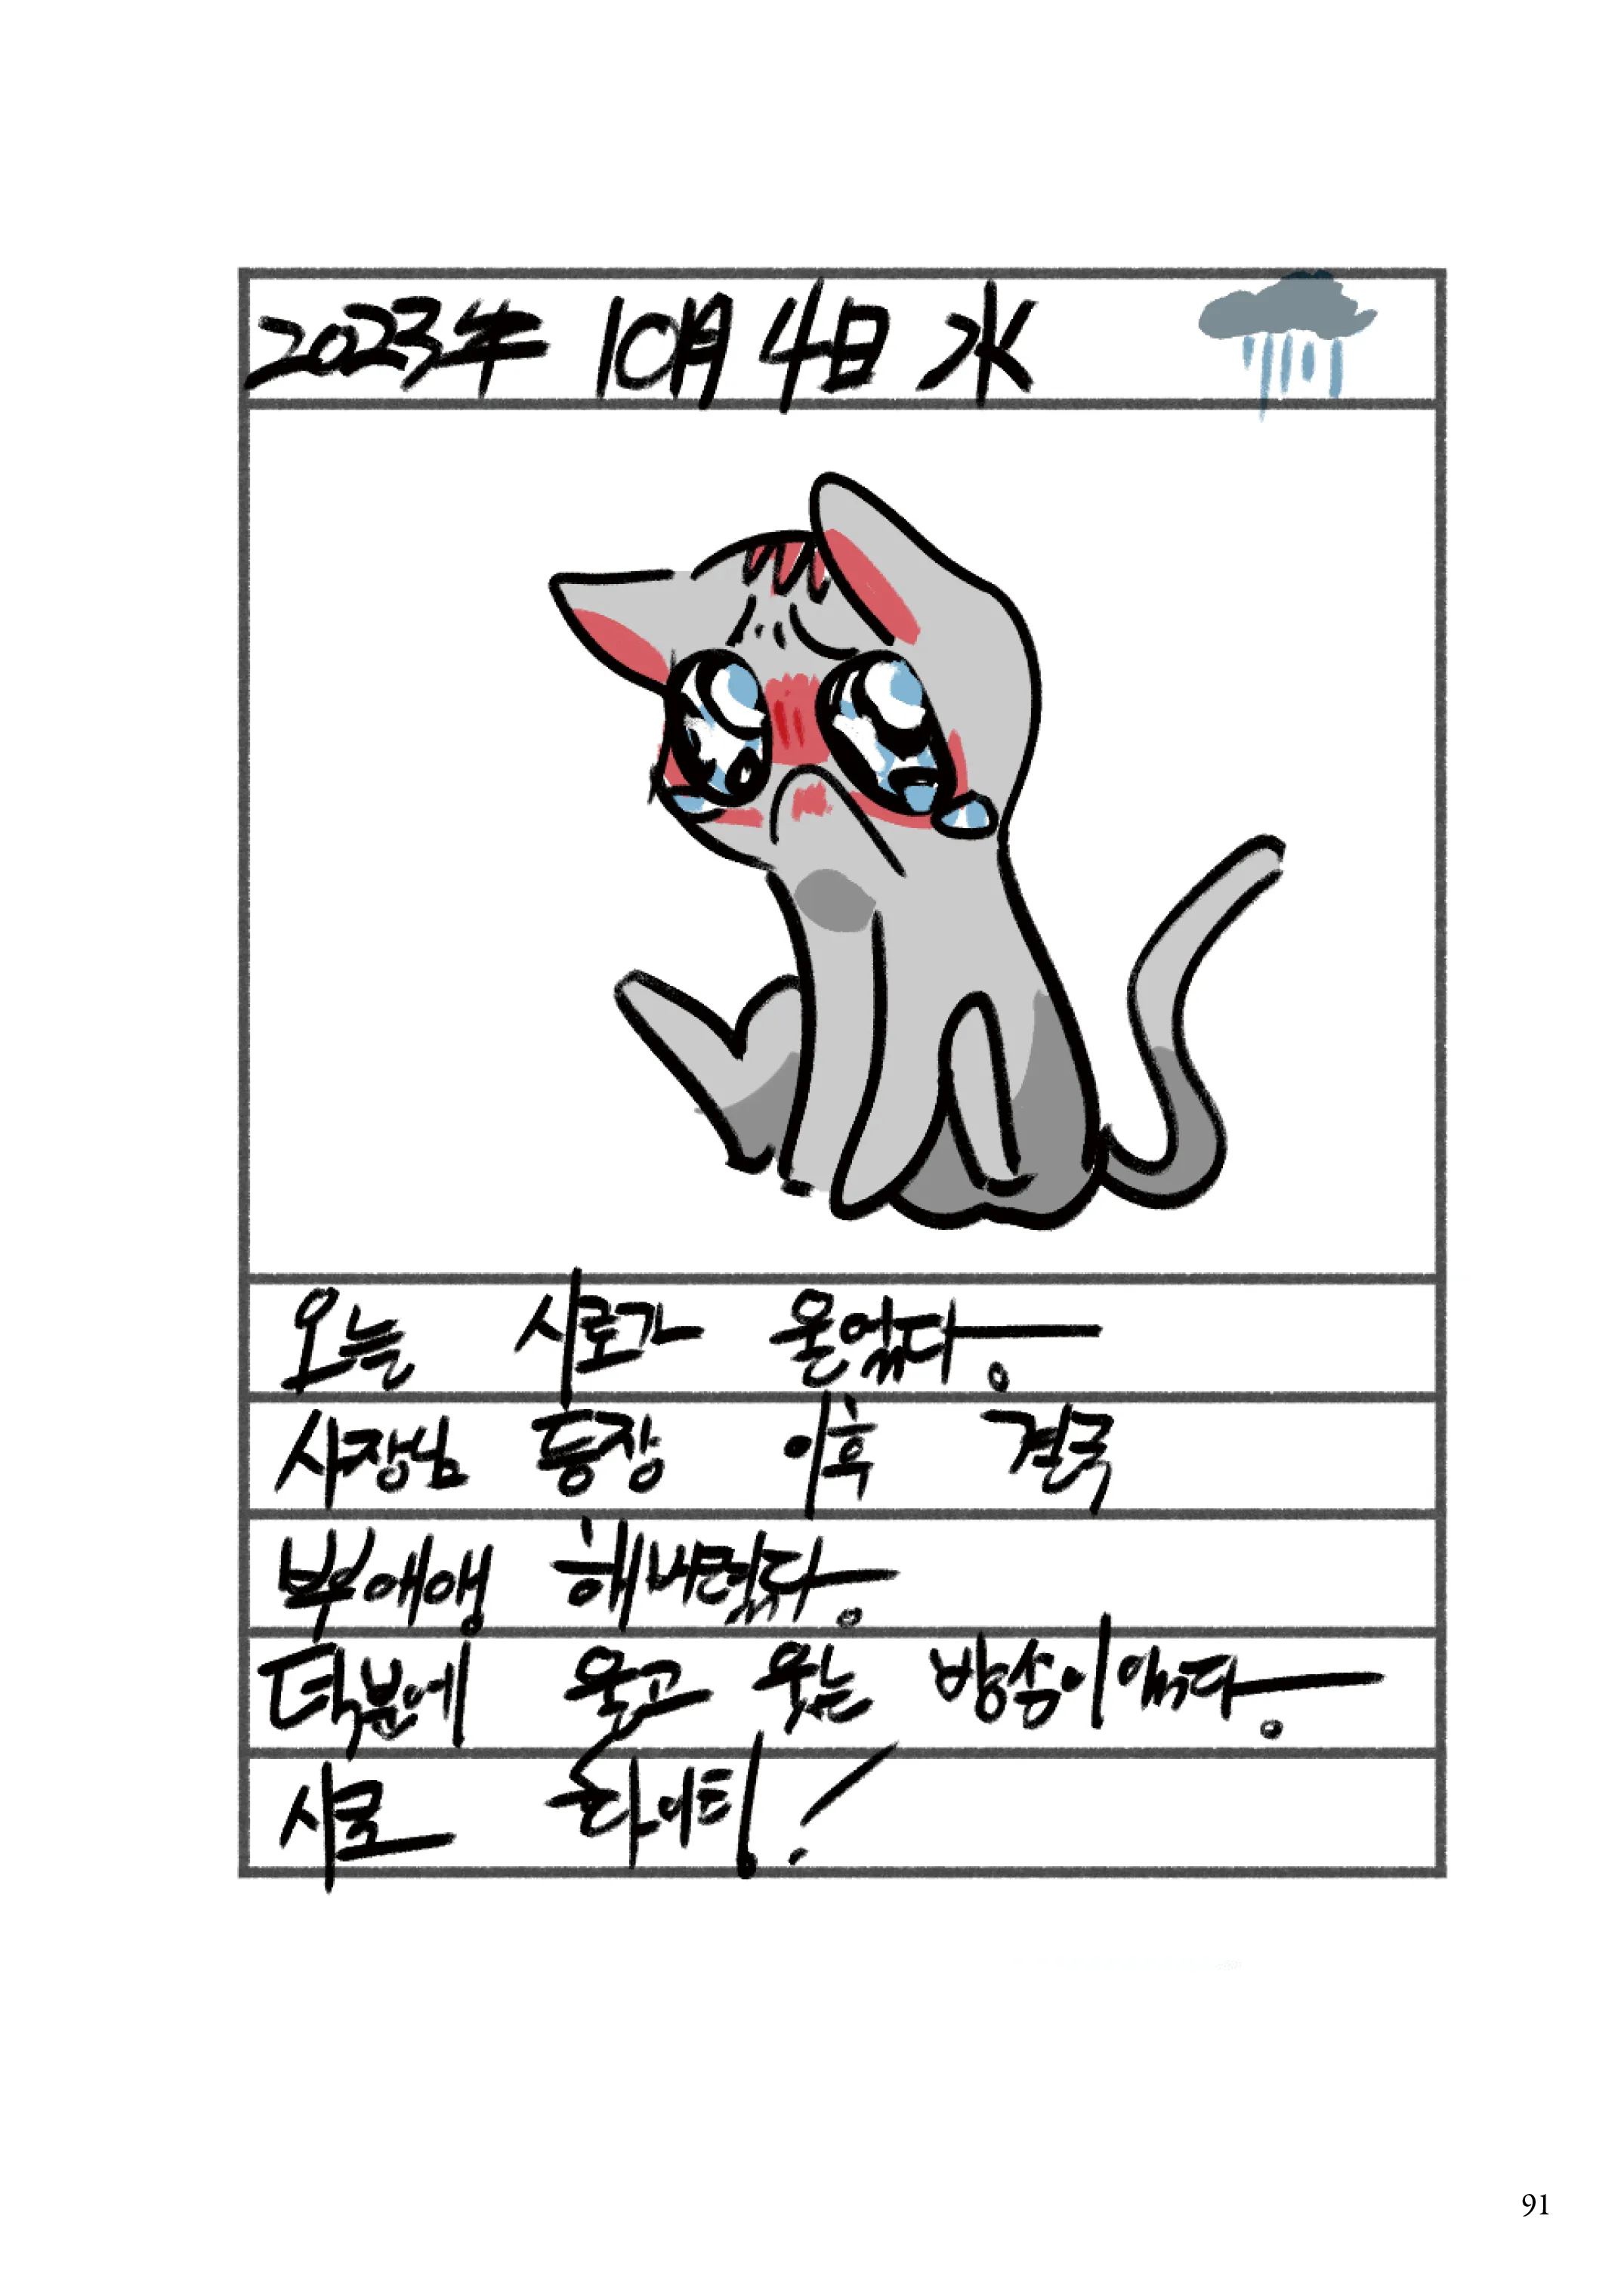 2023年 10月 4日 水
오늘 시로가 울었다.
사장님 등장 이후 결국
뿌애앵 해버렸다.
덕분에 울고 웃는 방송이었다.
시로 화이팅!
91